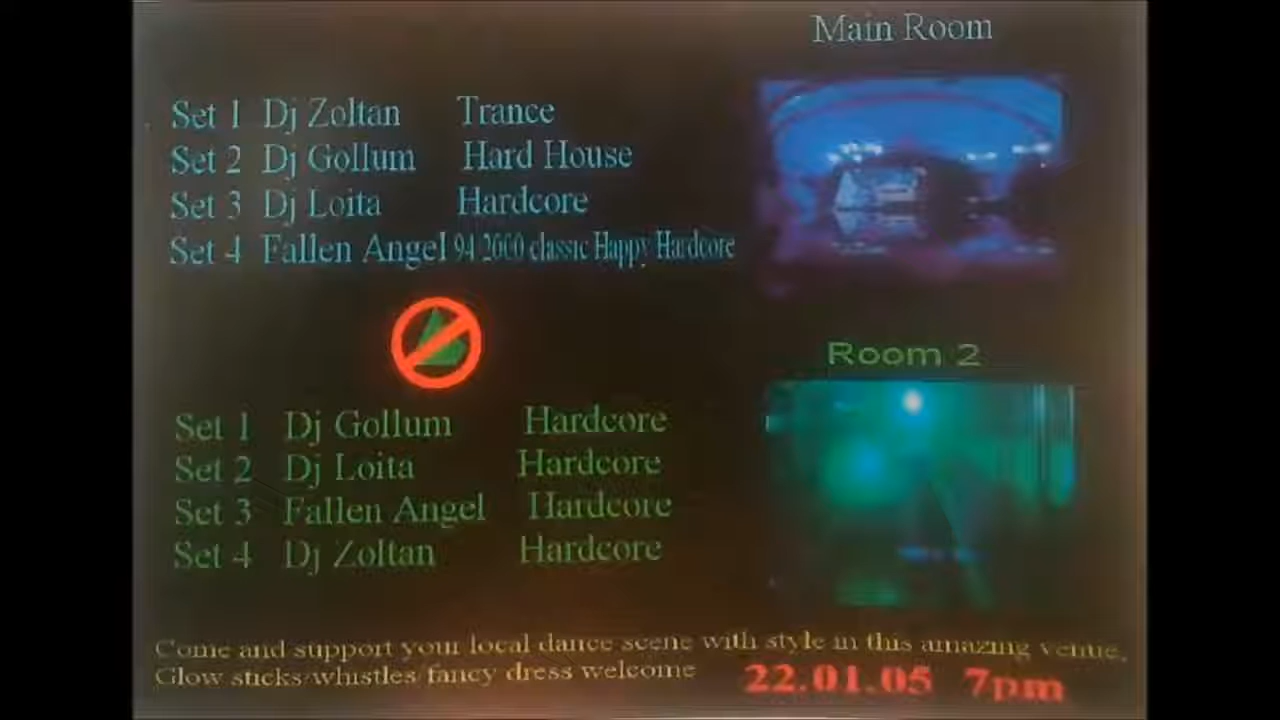 Main Room
Set 1 Dj Zoltan Trance
Set 2 Dj Gollum Hard House
Set 3 Dj Loita Hardcore
Set 4 Fallen Angel 94 2000 classic Happy Hardcore
Room 2
Set 1 Dj Gollum Hardcore
Set 2 Dj Loita Hardcore
Set 3 Fallen Angel Hardcore
Set 4 Dj Zoltan Hardcore
Come and support your local dance scene with style in this amazing venue.
Glow sticks/whistles/fancy dress welcome
22.01.05 7pm